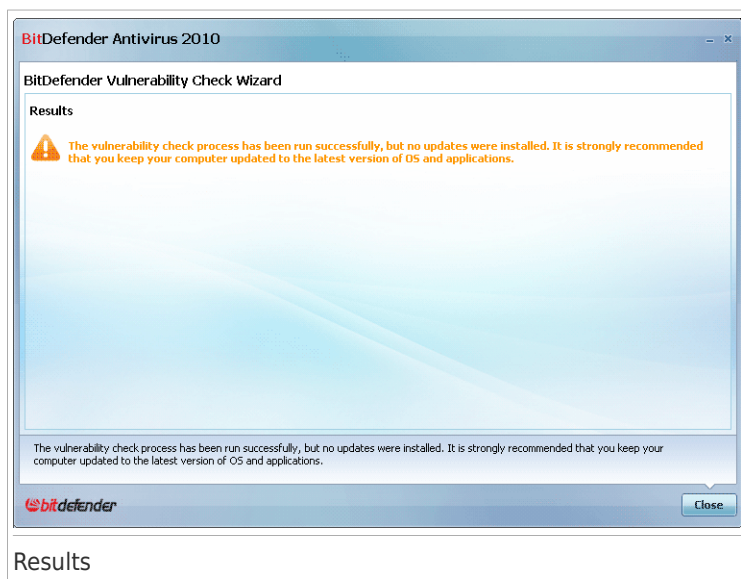 BitDefender Antivirus 2010
BitDefender Vulnerability Check Wizard
Results
The vulnerability check process has been run successfully, but no updates were installed. It is strongly recommended
that you keep your computer updated to the latest version of OS and applications.
The vulnerability check process has been run successfully, but no updates were installed. It is strongly recommended that you keep your
computer updated to the latest version of OS and applications.
bitdefender
Close
Results